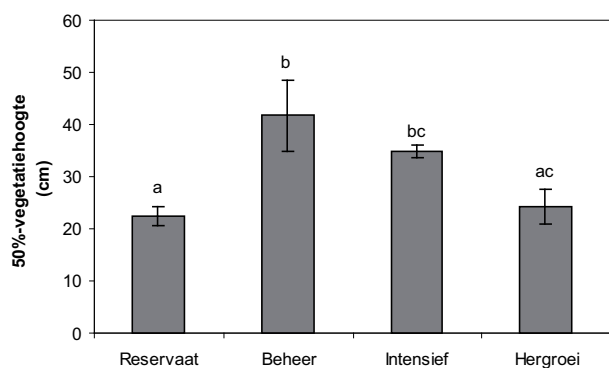 60
50
40
30
20
10
0
50%-vegetatiehoogte
(cm)
a
b
bc
ac
Reservaat
Beheer
Intensief
Hergroei